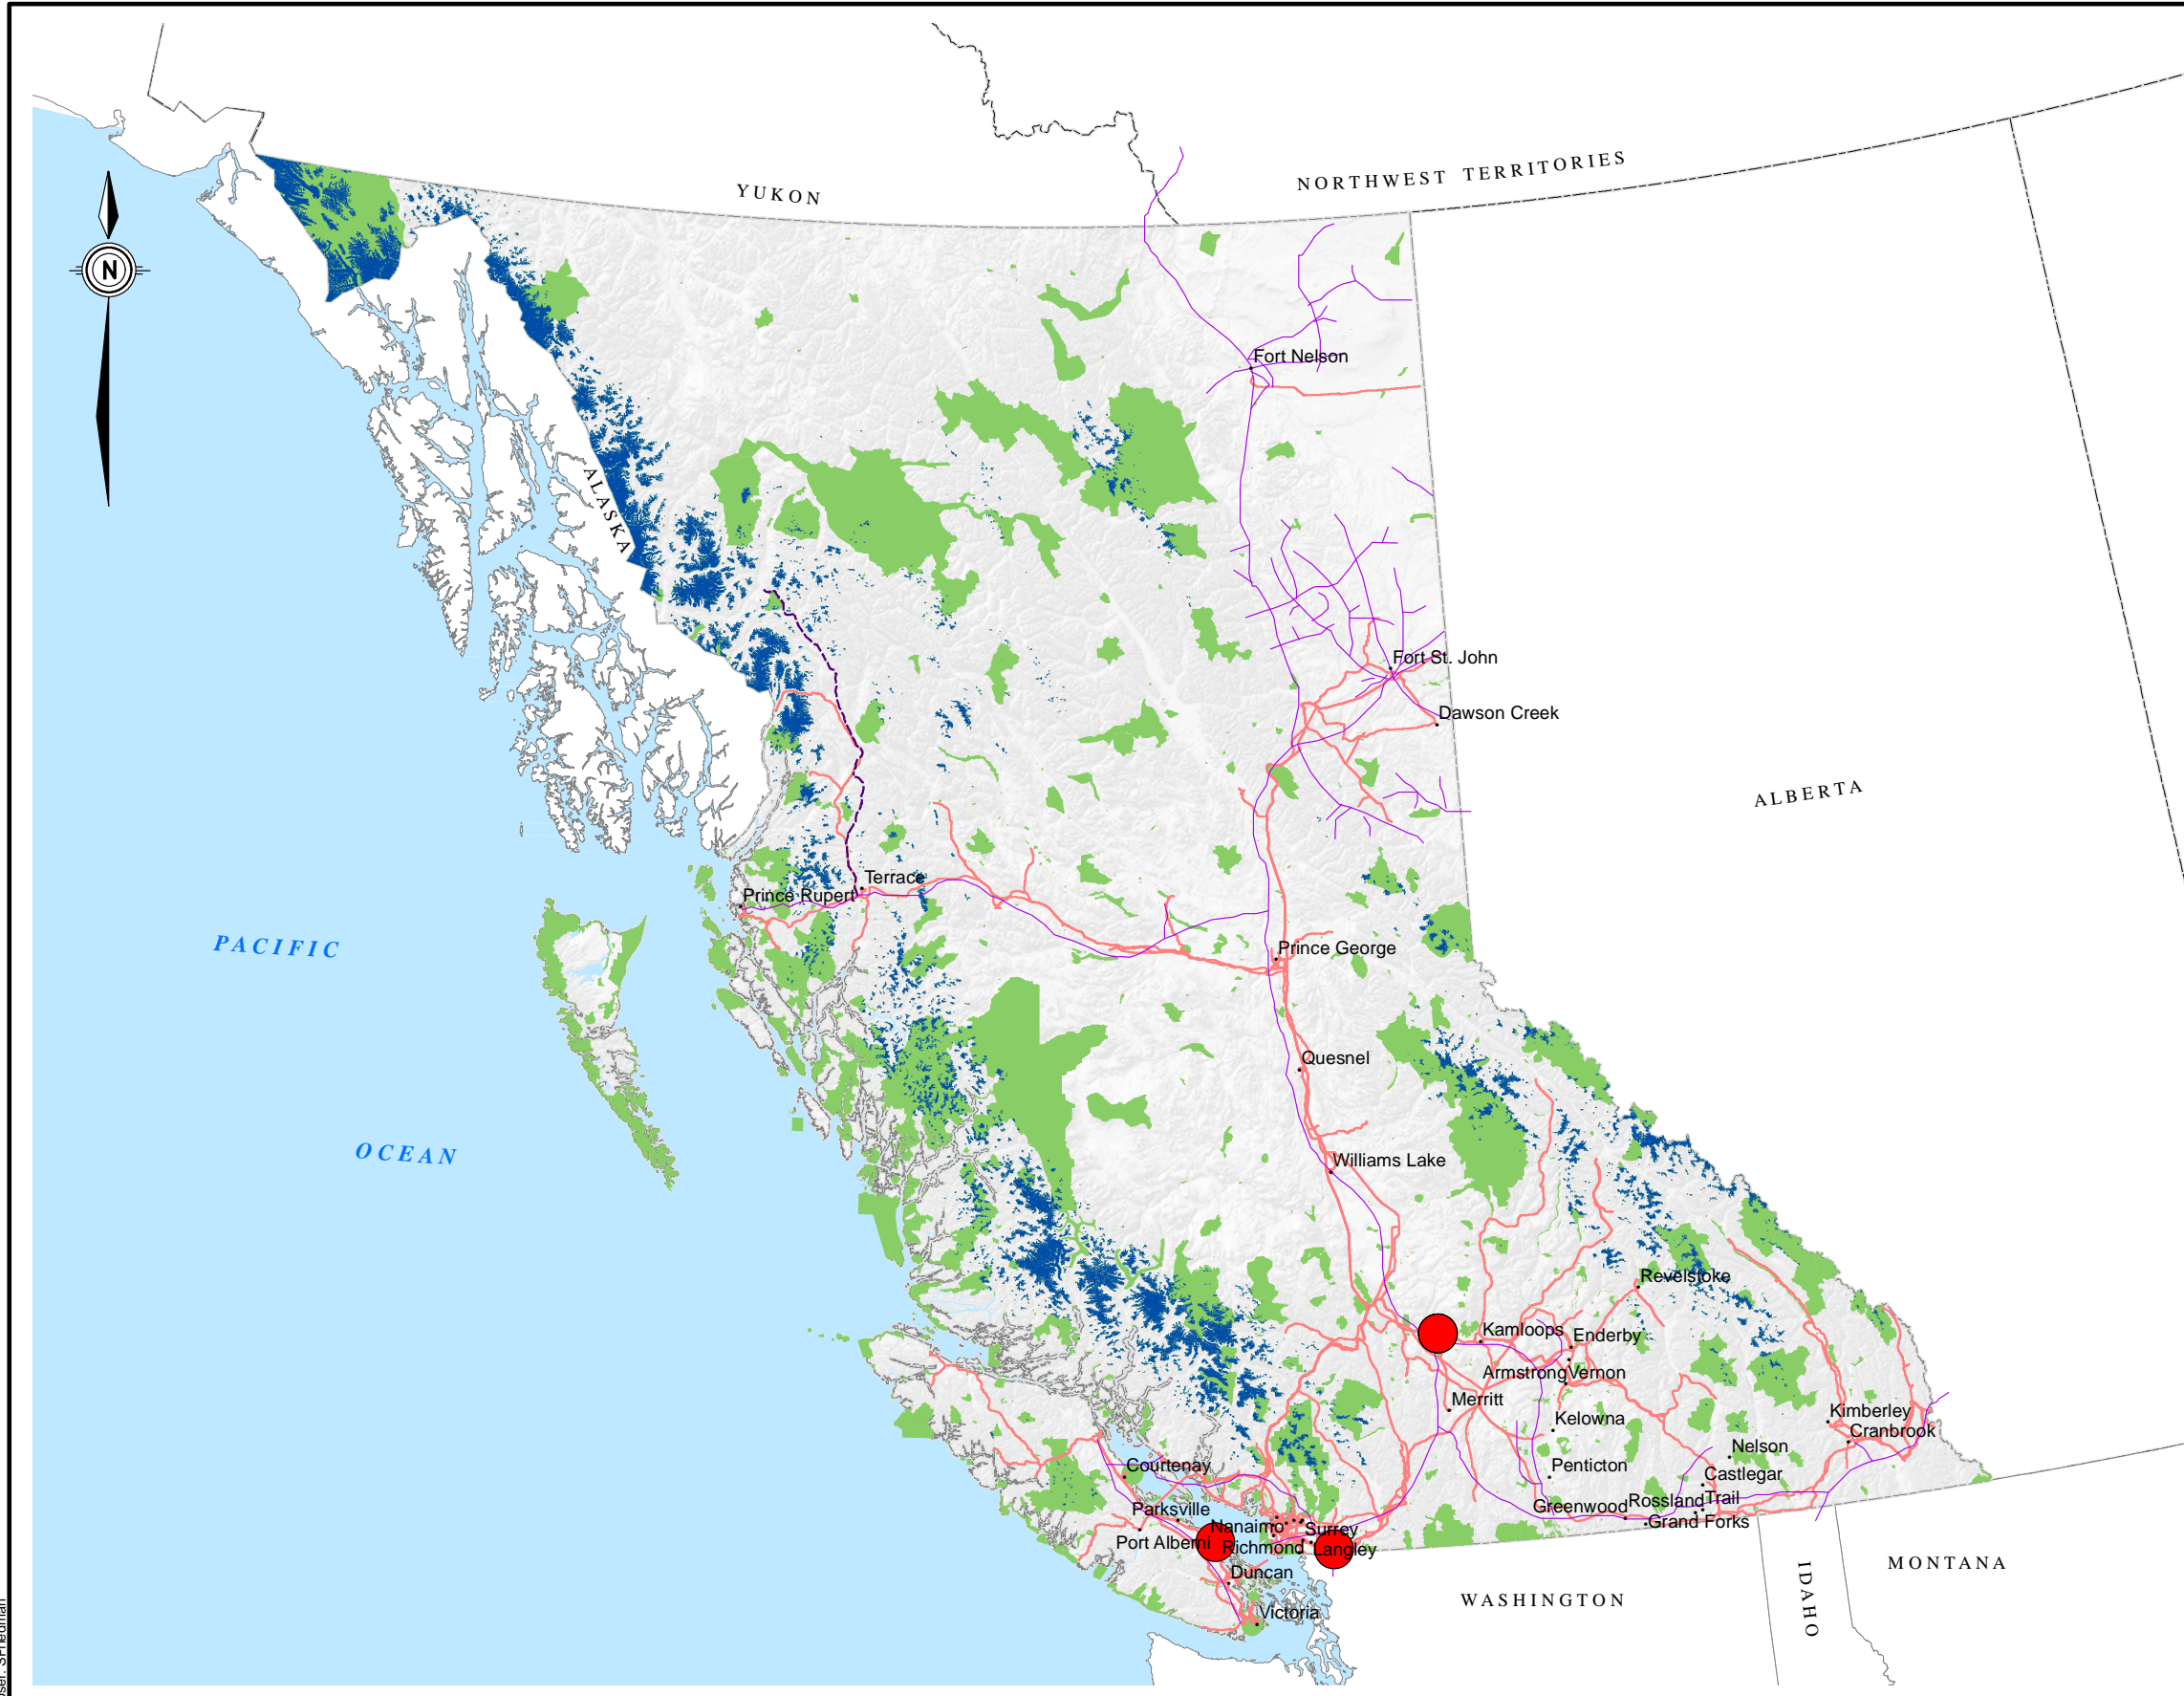 YUKON
NORTHWEST TERRITORIES
N
Fort Nelson
ALASKA
Fort St. John
Dawson Creek
ALBERTA
Terrace
Prince Rupert
PACIFIC
Prince George
Quesnel
OCEAN
Williams Lake
Revelstoke
Kamloops
Enderby
Armstrong
Vernon
Merritt
Kelowna
Kimberley
Cranbrook
Nelson
Courtenay
Penticton
Castlegar
Parksville
Greenwood
Rossland
Trail
Nanaimo
Surrey
Grand Forks
Port Alberni
Richmond
Langley
Duncan
MONTANA
WASHINGTON
IDAHO
Victoria
User: SFriedman